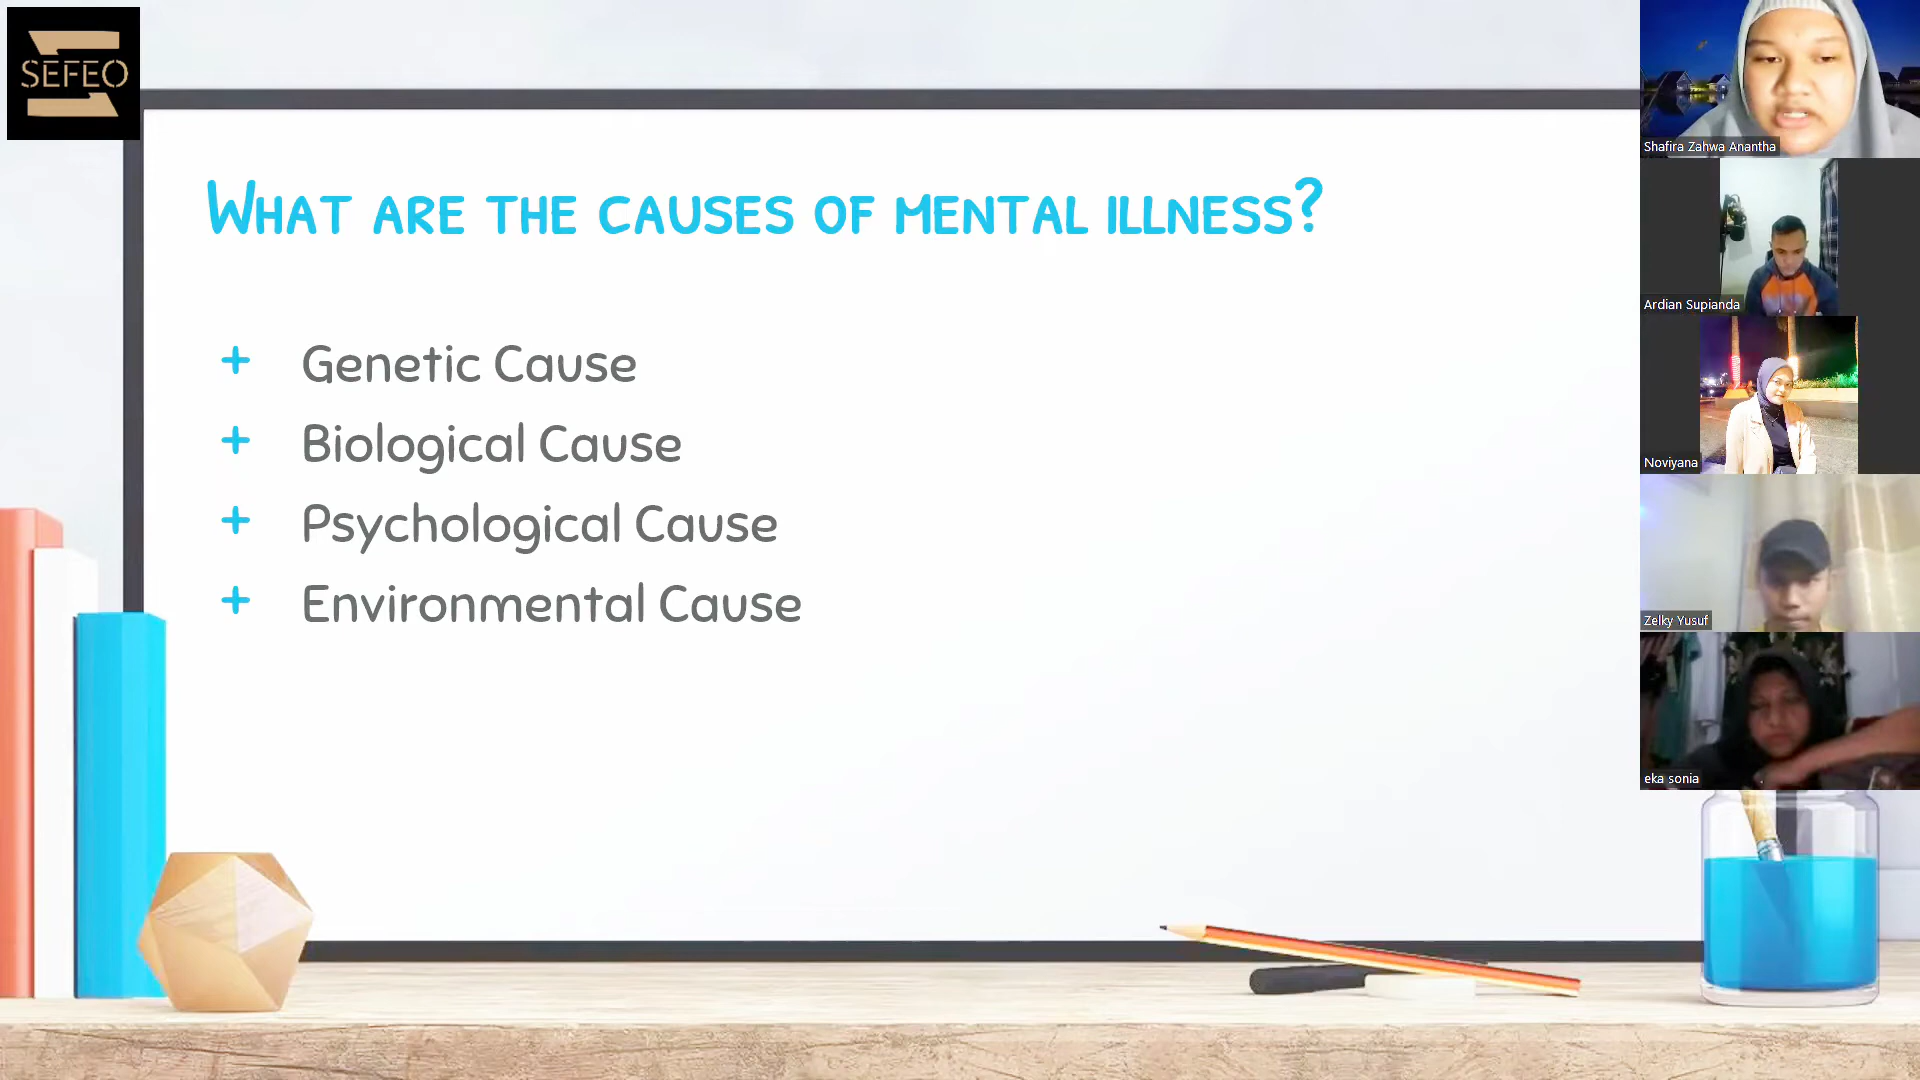 SEFEO
What are the causes of mental illness?
+ Genetic Cause
+ Biological Cause
+ Psychological Cause
+ Environmental Cause
Shafira Zahwa Anantha
Ardian Supianda
Noviyana
Zelky Yusuf
eka sonia